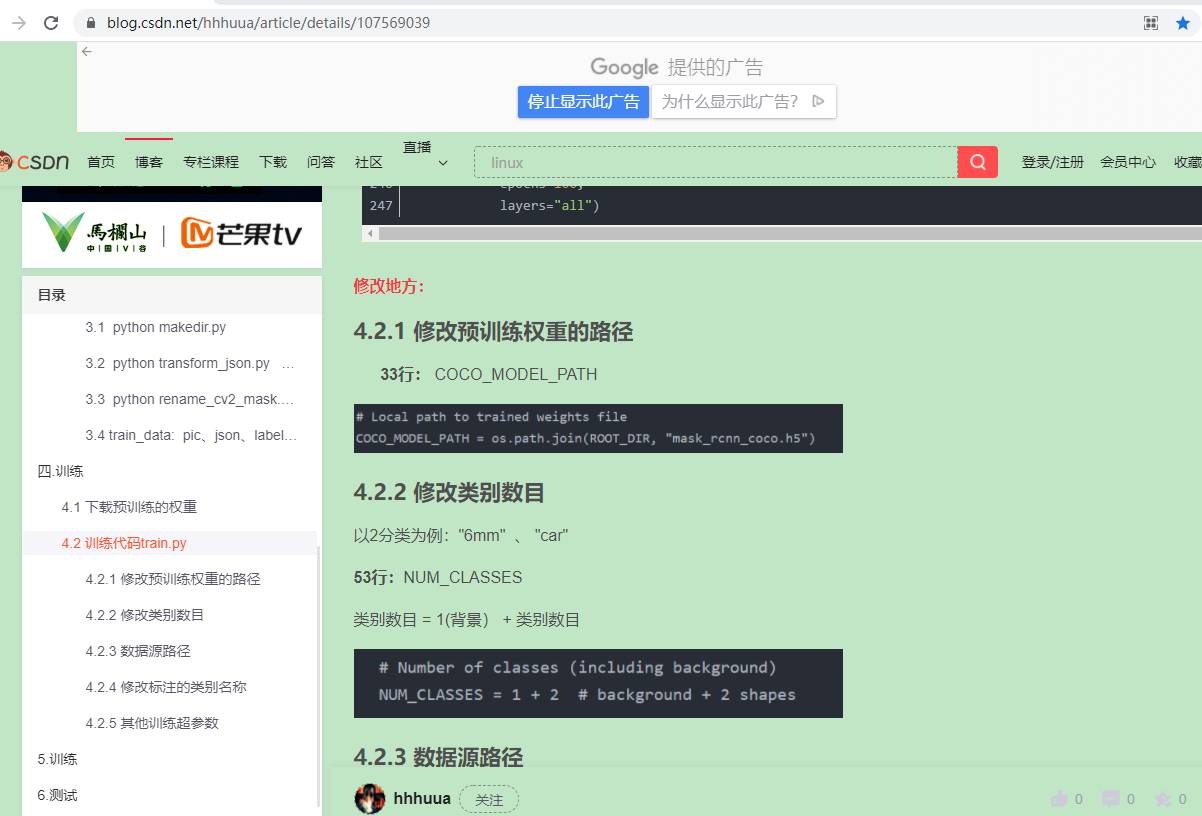 blog.csdn.net/hhhuua/article/details/107569039
Google 提供的广告
停止显示此广告
为什么显示此广告？
CSDN 首页 博客 专栏课程 下载 问答 社区 直播 linux 登录/注册 会员中心 收藏
247 layers="all")
馬欄山
中国V谷
芒果tv
目录
3.1 python makedir.py
3.2 python transform_json.py …
3.3 python rename_cv2_mask.…
3.4 train_data: pic、json、label…
四.训练
4.1 下载预训练的权重
4.2 训练代码train.py
4.2.1 修改预训练权重的路径
4.2.2 修改类别数目
4.2.3 数据源路径
4.2.4 修改标注的类别名称
4.2.5 其他训练超参数
5.训练
6.测试
修改地方：
4.2.1 修改预训练权重的路径
33行： COCO_MODEL_PATH
# Local path to trained weights file
COCO_MODEL_PATH = os.path.join(ROOT_DIR, "mask_rcnn_coco.h5")
4.2.2 修改类别数目
以2分类为例："6mm" 、 "car"
53行：NUM_CLASSES
类别数目 = 1(背景） + 类别数目
# Number of classes (including background)
NUM_CLASSES = 1 + 2 # background + 2 shapes
4.2.3 数据源路径
hhhuua 关注 0 0 0